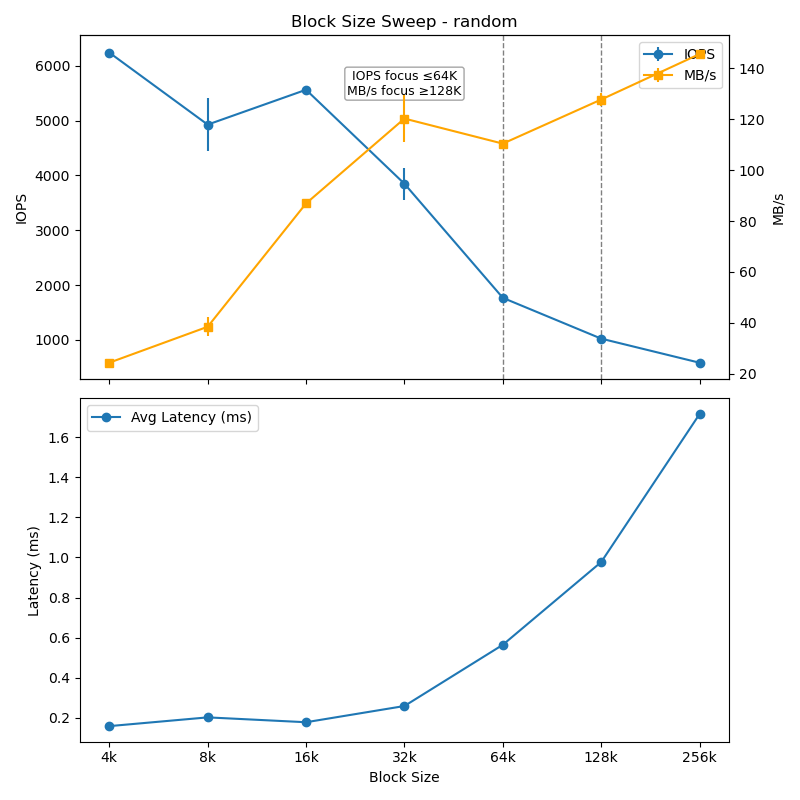 Block Size Sweep - random
6000
5000
4000
3000
2000
1000
IOPS
IOPS focus ≤64K
MB/s focus ≥128K
IOPS
MB/s
140
120
100
80
60
40
20
MB/s
Avg Latency (ms)
1.6
1.4
1.2
1.0
0.8
0.6
0.4
0.2
Latency (ms)
4k 8k 16k 32k 64k 128k 256k
Block Size